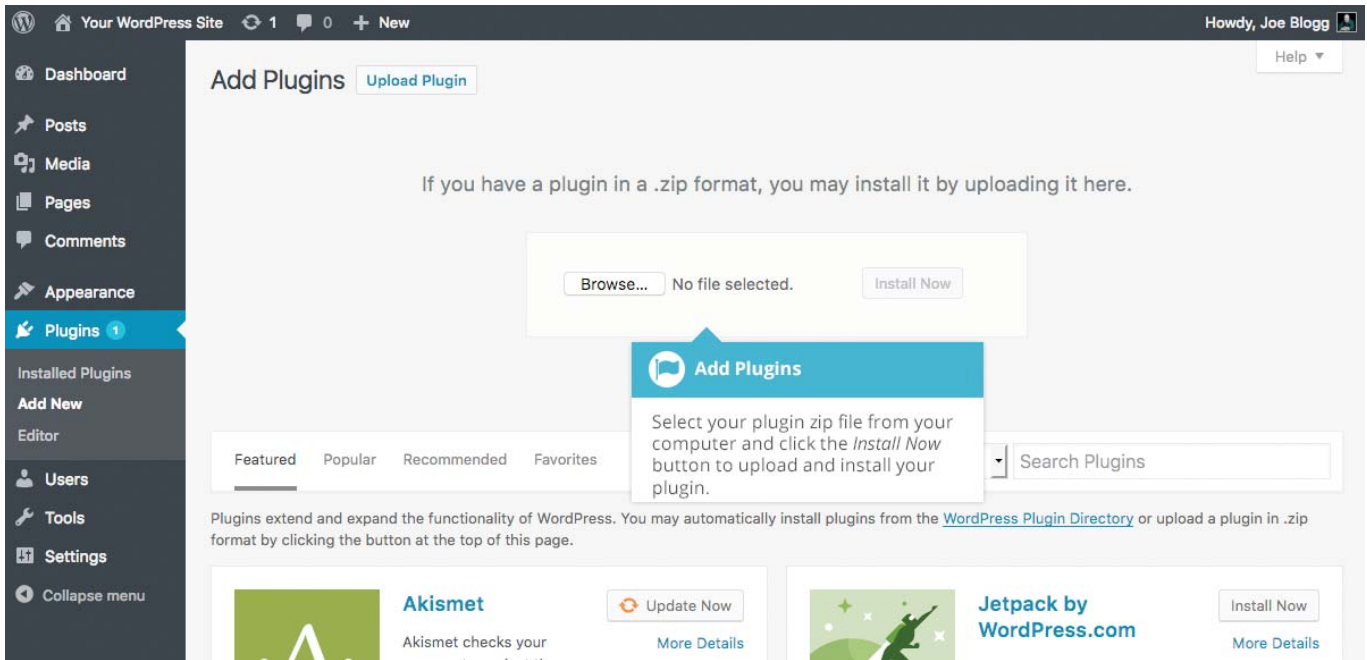 Your WordPress Site 1 0 + New Howdy, Joe Blogg
Help ▼
Dashboard
Posts
Media
Pages
Comments
Appearance
Plugins 1
Installed Plugins
Add New
Editor
Users
Tools
Settings
Collapse menu
Add Plugins Upload Plugin
If you have a plugin in a .zip format, you may install it by uploading it here.
Browse... No file selected. Install Now
Add Plugins
Select your plugin zip file from your
computer and click the Install Now
button to upload and install your
plugin.
Featured Popular Recommended Favorites Search Plugins
Plugins extend and expand the functionality of WordPress. You may automatically install plugins from the WordPress Plugin Directory or upload a plugin in .zip
format by clicking the button at the top of this page.
Akismet Update Now
Akismet checks your More Details
Jetpack by Install Now
WordPress.com More Details